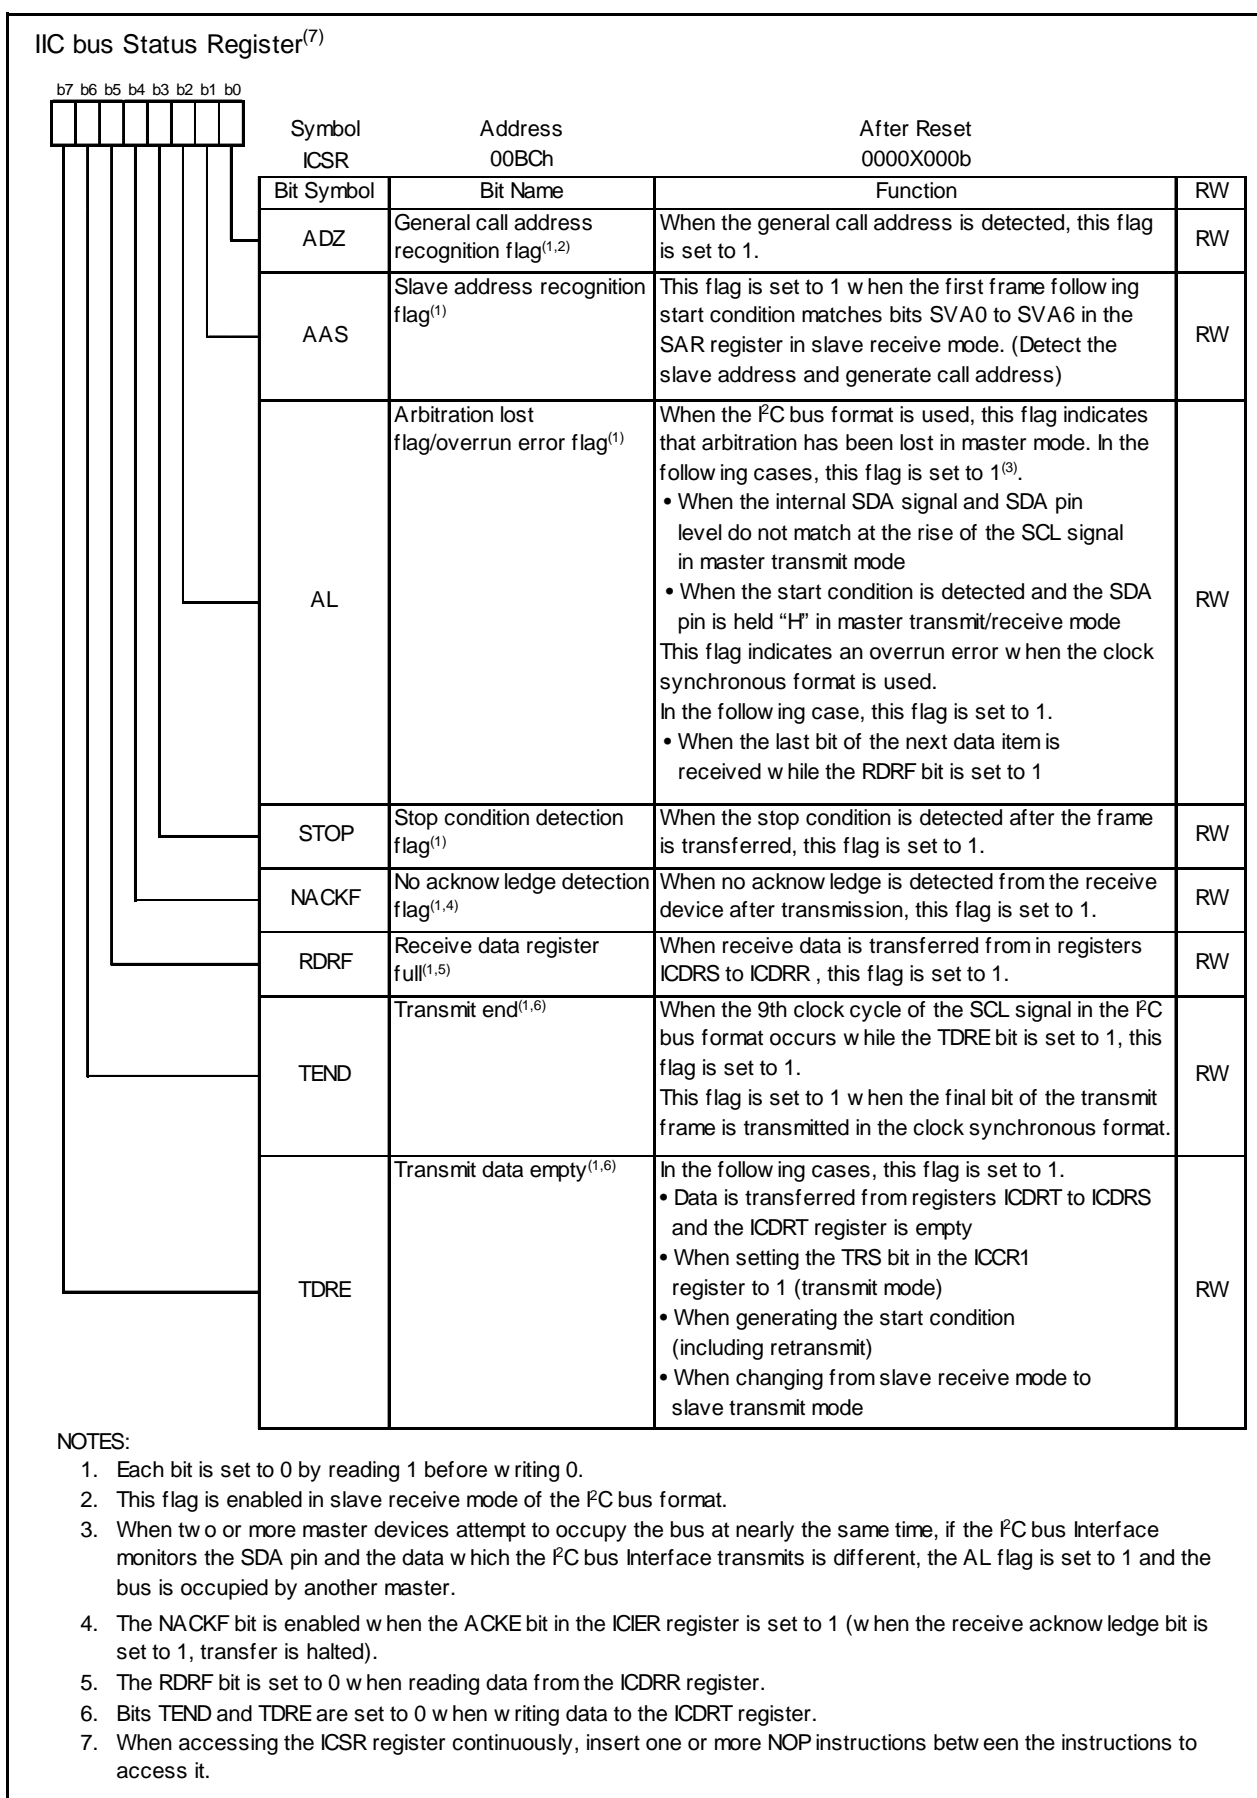 IIC bus Status Register(7)
b7 b6 b5 b4 b3 b2 b1 b0
Symbol Address After Reset
ICSR 00BCh 0000X000b
Bit Symbol Bit Name Function RW
ADZ
General call address
recognition flag(1,2)
When the general call address is detected, this flag
is set to 1.
RW
AAS
Slave address recognition
flag(1)
This flag is set to 1 when the first frame following
start condition matches bits SVA0 to SVA6 in the
SAR register in slave receive mode. (Detect the
slave address and generate call address)
RW
AL
Arbitration lost
flag/overrun error flag(1)
When the I2C bus format is used, this flag indicates
that arbitration has been lost in master mode. In the
following cases, this flag is set to 1(3).
• When the internal SDA signal and SDA pin
level do not match at the rise of the SCL signal
in master transmit mode
• When the start condition is detected and the SDA
pin is held “H” in master transmit/receive mode
This flag indicates an overrun error when the clock
synchronous format is used.
In the following case, this flag is set to 1.
• When the last bit of the next data item is
received while the RDRF bit is set to 1
RW
STOP
Stop condition detection
flag(1)
When the stop condition is detected after the frame
is transferred, this flag is set to 1.
RW
NACKF
No acknowledge detection
flag(1,4)
When no acknowledge is detected from the receive
device after transmission, this flag is set to 1.
RW
RDRF
Receive data register
full(1,5)
When receive data is transferred from in registers
ICDRS to ICDRR , this flag is set to 1.
RW
TEND
Transmit end(1,6)
When the 9th clock cycle of the SCL signal in the I2C
bus format occurs while the TDRE bit is set to 1, this
flag is set to 1.
This flag is set to 1 when the final bit of the transmit
frame is transmitted in the clock synchronous format.
RW
TDRE
Transmit data empty(1,6)
In the following cases, this flag is set to 1.
• Data is transferred from registers ICDRT to ICDRS
and the ICDRT register is empty
• When setting the TRS bit in the ICCR1
register to 1 (transmit mode)
• When generating the start condition
(including retransmit)
• When changing from slave receive mode to
slave transmit mode
RW
NOTES:
1. Each bit is set to 0 by reading 1 before writing 0.
2. This flag is enabled in slave receive mode of the I2C bus format.
3. When two or more master devices attempt to occupy the bus at nearly the same time, if the I2C bus Interface
monitors the SDA pin and the data which the I2C bus Interface transmits is different, the AL flag is set to 1 and the
bus is occupied by another master.
4. The NACKF bit is enabled when the ACKE bit in the ICIER register is set to 1 (when the receive acknowledge bit is
set to 1, transfer is halted).
5. The RDRF bit is set to 0 when reading data from the ICDRR register.
6. Bits TEND and TDRE are set to 0 when writing data to the ICDRT register.
7. When accessing the ICSR register continuously, insert one or more NOP instructions between the instructions to
access it.